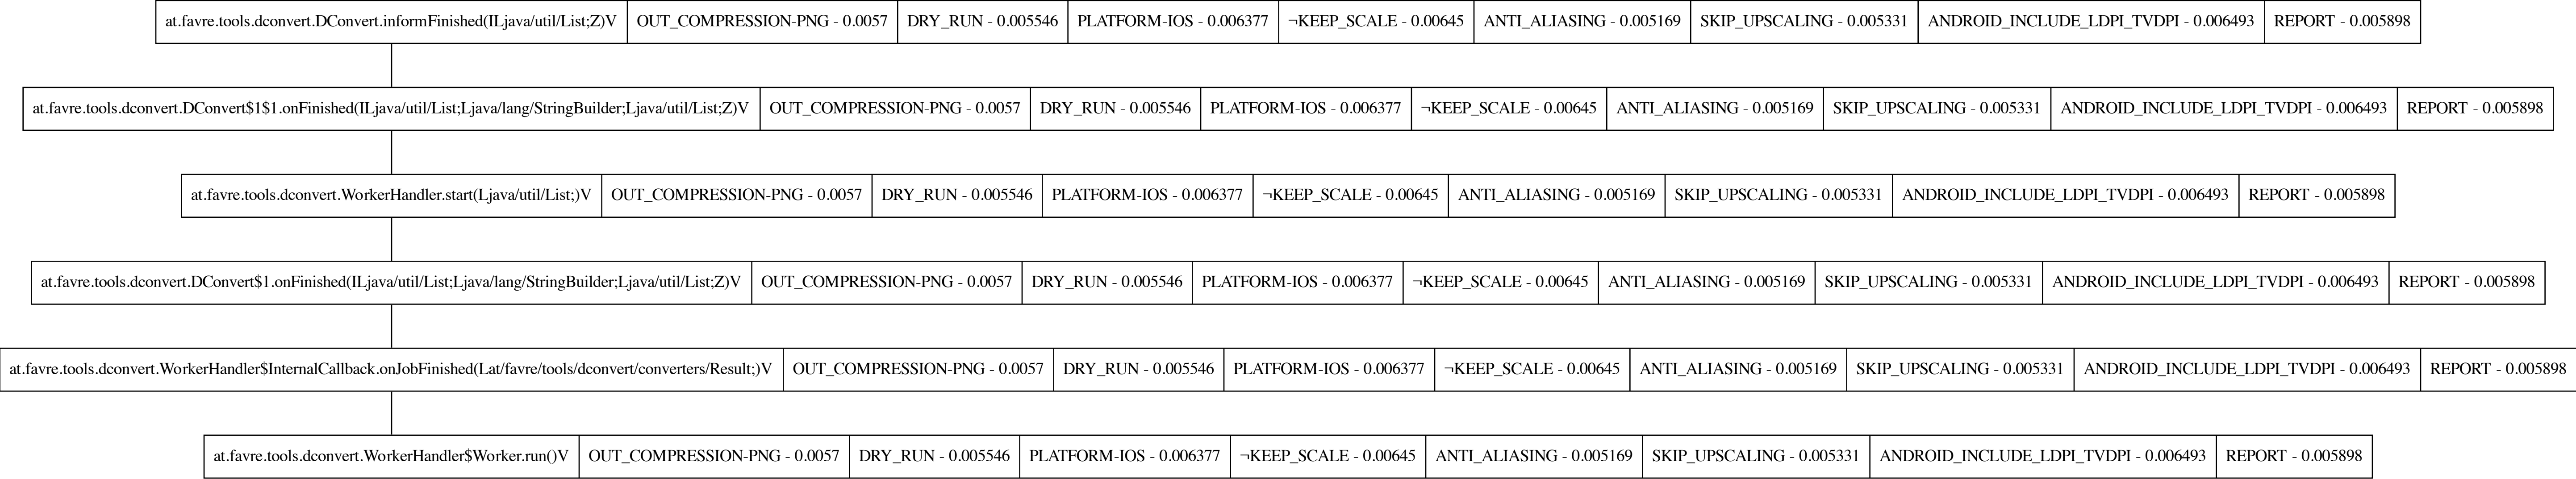 at.favre.tools.dconvert.DConvert.informFinished(ILjava/util/List;Z)V OUT_COMPRESSION-PNG - 0.0057 DRY_RUN - 0.005546 PLATFORM-IOS - 0.006377 ¬KEEP_SCALE - 0.00645 ANTI_ALIASING - 0.005169 SKIP_UPSCALING - 0.005331 ANDROID_INCLUDE_LDPI_TVDPI - 0.006493 REPORT - 0.005898
at.favre.tools.dconvert.DConvert$1$1.onFinished(ILjava/util/List;Ljava/lang/StringBuilder;Ljava/util/List;Z)V OUT_COMPRESSION-PNG - 0.0057 DRY_RUN - 0.005546 PLATFORM-IOS - 0.006377 ¬KEEP_SCALE - 0.00645 ANTI_ALIASING - 0.005169 SKIP_UPSCALING - 0.005331 ANDROID_INCLUDE_LDPI_TVDPI - 0.006493 REPORT - 0.005898
at.favre.tools.dconvert.WorkerHandler.start(Ljava/util/List;)V OUT_COMPRESSION-PNG - 0.0057 DRY_RUN - 0.005546 PLATFORM-IOS - 0.006377 ¬KEEP_SCALE - 0.00645 ANTI_ALIASING - 0.005169 SKIP_UPSCALING - 0.005331 ANDROID_INCLUDE_LDPI_TVDPI - 0.006493 REPORT - 0.005898
at.favre.tools.dconvert.DConvert$1.onFinished(ILjava/util/List;Ljava/lang/StringBuilder;Ljava/util/List;Z)V OUT_COMPRESSION-PNG - 0.0057 DRY_RUN - 0.005546 PLATFORM-IOS - 0.006377 ¬KEEP_SCALE - 0.00645 ANTI_ALIASING - 0.005169 SKIP_UPSCALING - 0.005331 ANDROID_INCLUDE_LDPI_TVDPI - 0.006493 REPORT - 0.005898
at.favre.tools.dconvert.WorkerHandler$InternalCallback.onJobFinished(Lat/favre/tools/dconvert/converters/Result;)V OUT_COMPRESSION-PNG - 0.0057 DRY_RUN - 0.005546 PLATFORM-IOS - 0.006377 ¬KEEP_SCALE - 0.00645 ANTI_ALIASING - 0.005169 SKIP_UPSCALING - 0.005331 ANDROID_INCLUDE_LDPI_TVDPI - 0.006493 REPORT - 0.005898
at.favre.tools.dconvert.WorkerHandler$Worker.run()V OUT_COMPRESSION-PNG - 0.0057 DRY_RUN - 0.005546 PLATFORM-IOS - 0.006377 ¬KEEP_SCALE - 0.00645 ANTI_ALIASING - 0.005169 SKIP_UPSCALING - 0.005331 ANDROID_INCLUDE_LDPI_TVDPI - 0.006493 REPORT - 0.005898